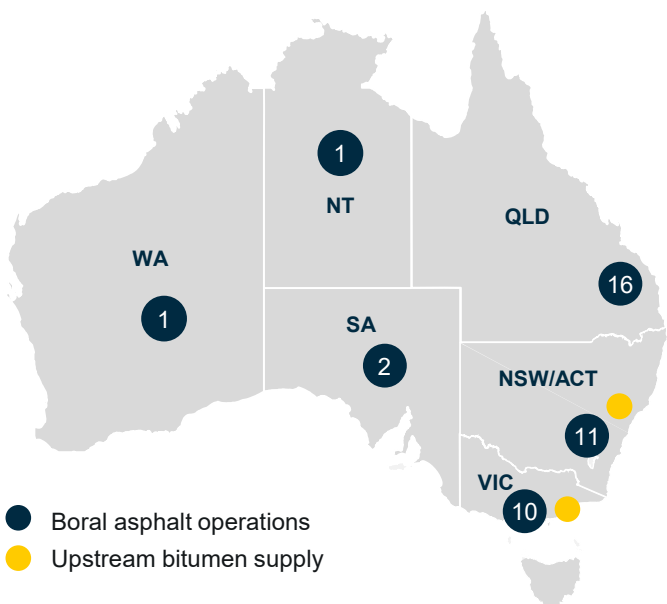 1
NT
QLD
WA
16
1
SA
2
NSW/ACT
11
VIC
10
Boral asphalt operations
Upstream bitumen supply